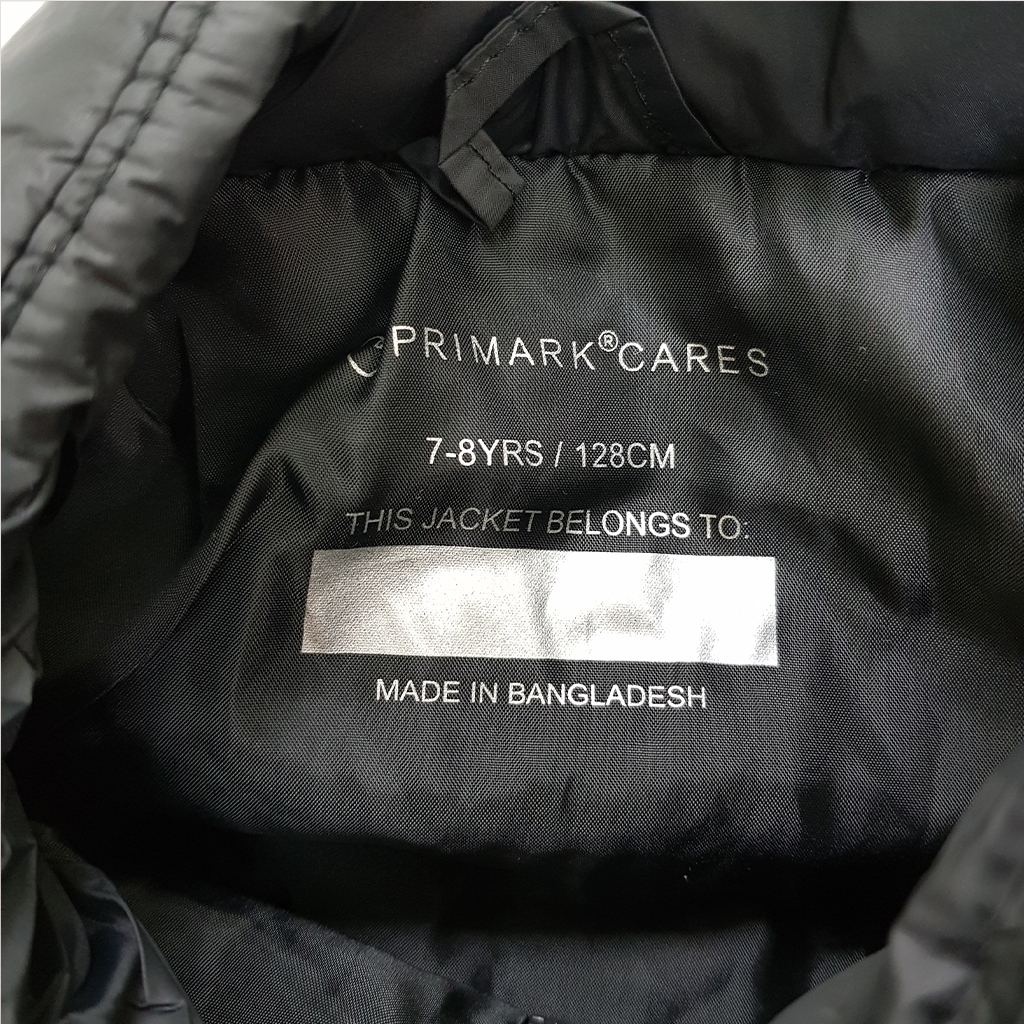 PRIMARK® CARES
7-8YRS / 128CM
THIS JACKET BELONGS TO:
MADE IN BANGLADESH